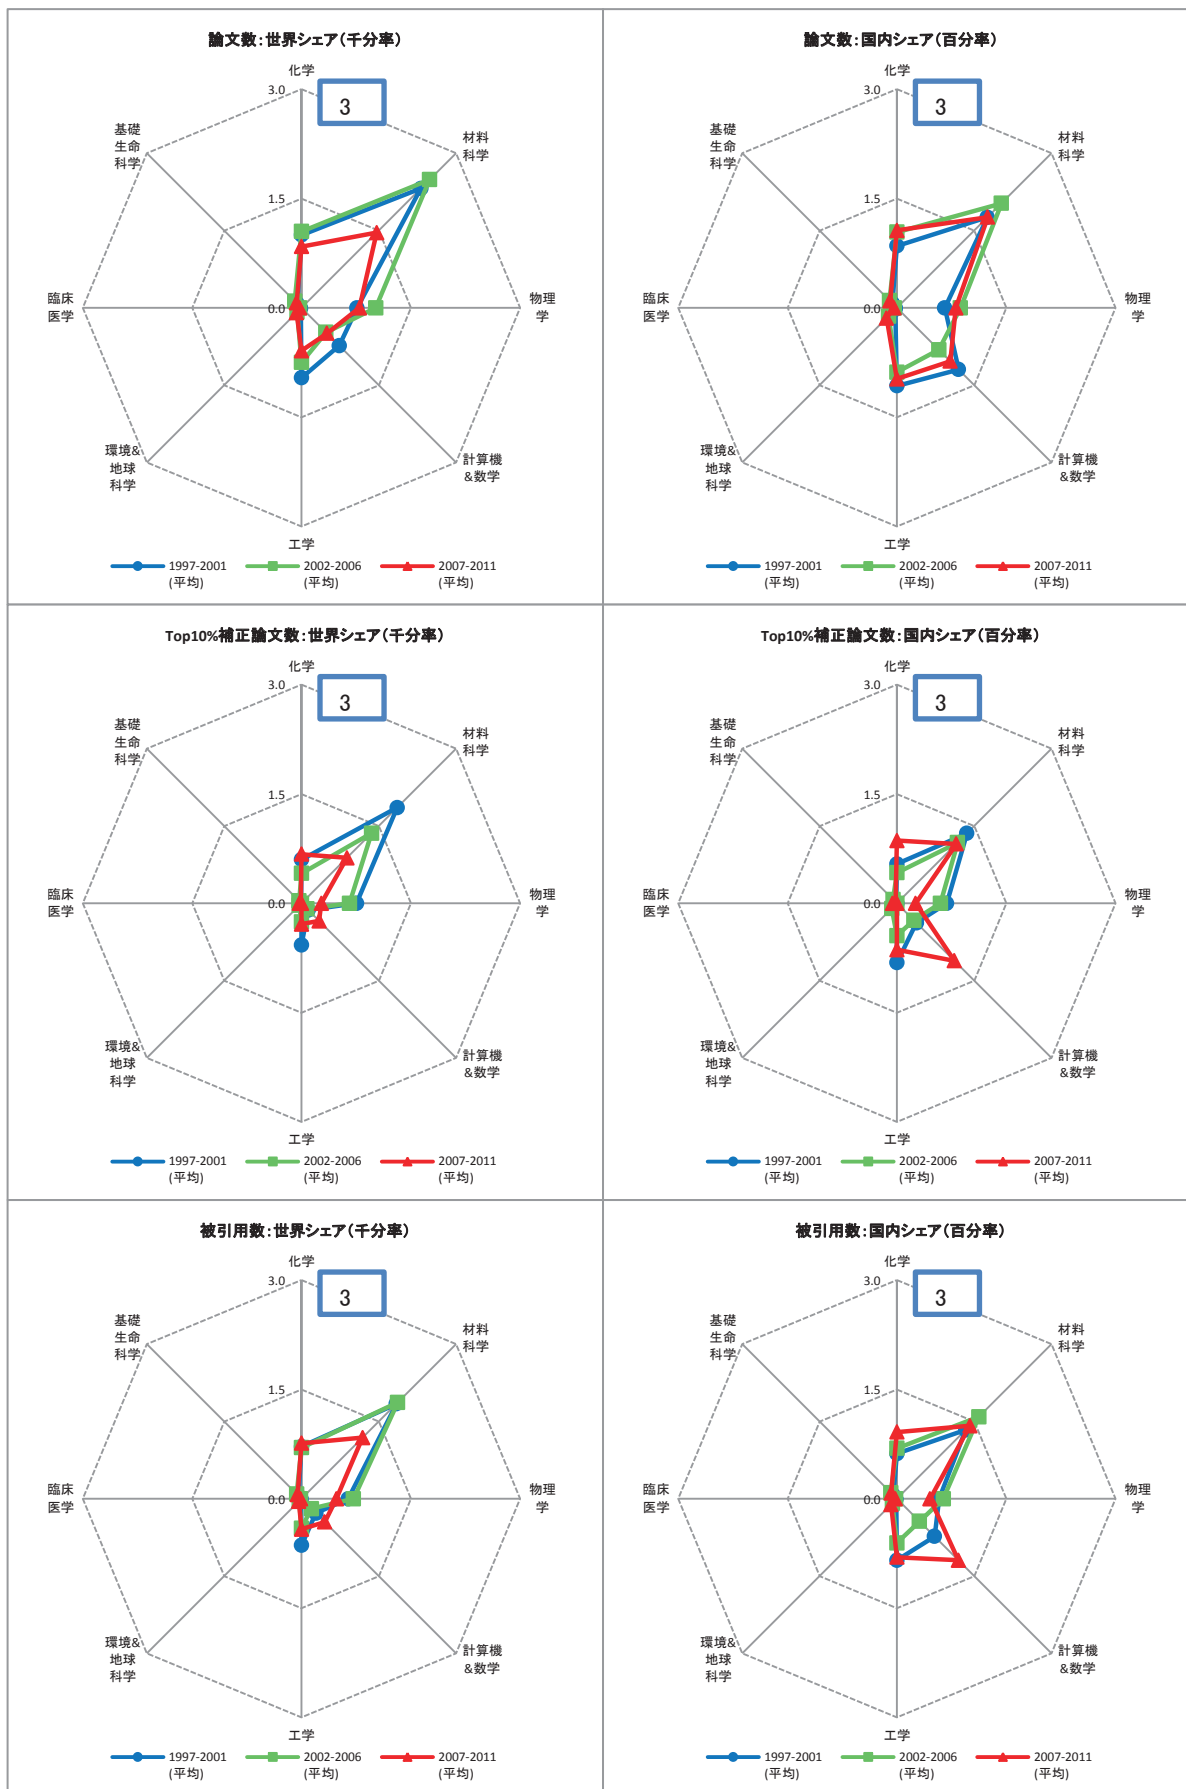 論文数:世界シェア(千分率)
化学
3.0
3
基礎
生命
科学
材料
科学
1.5
臨床
医学
0.0
物理
学
環境&
地球
科学
計算機
&数学
工学
1997-2001
(平均)
2002-2006
(平均)
2007-2011
(平均)
論文数:国内シェア(百分率)
化学
3.0
3
基礎
生命
科学
材料
科学
1.5
臨床
医学
0.0
物理
学
環境&
地球
科学
計算機
&数学
工学
1997-2001
(平均)
2002-2006
(平均)
2007-2011
(平均)
Top10%補正論文数:世界シェア(千分率)
化学
3.0
3
基礎
生命
科学
材料
科学
1.5
臨床
医学
0.0
物理
学
環境&
地球
科学
計算機
&数学
工学
1997-2001
(平均)
2002-2006
(平均)
2007-2011
(平均)
Top10%補正論文数:国内シェア(百分率)
化学
3.0
3
基礎
生命
科学
材料
科学
1.5
臨床
医学
0.0
物理
学
環境&
地球
科学
計算機
&数学
工学
1997-2001
(平均)
2002-2006
(平均)
2007-2011
(平均)
被引用数:世界シェア(千分率)
化学
3.0
3
基礎
生命
科学
材料
科学
1.5
臨床
医学
0.0
物理
学
環境&
地球
科学
計算機
&数学
工学
1997-2001
(平均)
2002-2006
(平均)
2007-2011
(平均)
被引用数:国内シェア(百分率)
化学
3.0
3
基礎
生命
科学
材料
科学
1.5
臨床
医学
0.0
物理
学
環境&
地球
科学
計算機
&数学
工学
1997-2001
(平均)
2002-2006
(平均)
2007-2011
(平均)